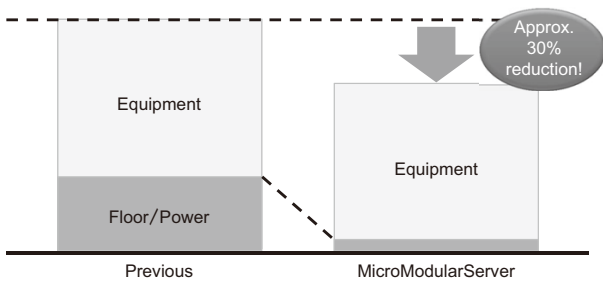 Approx.
30%
reduction!
Equipment
Equipment
Floor/Power
Previous
MicroModularServer